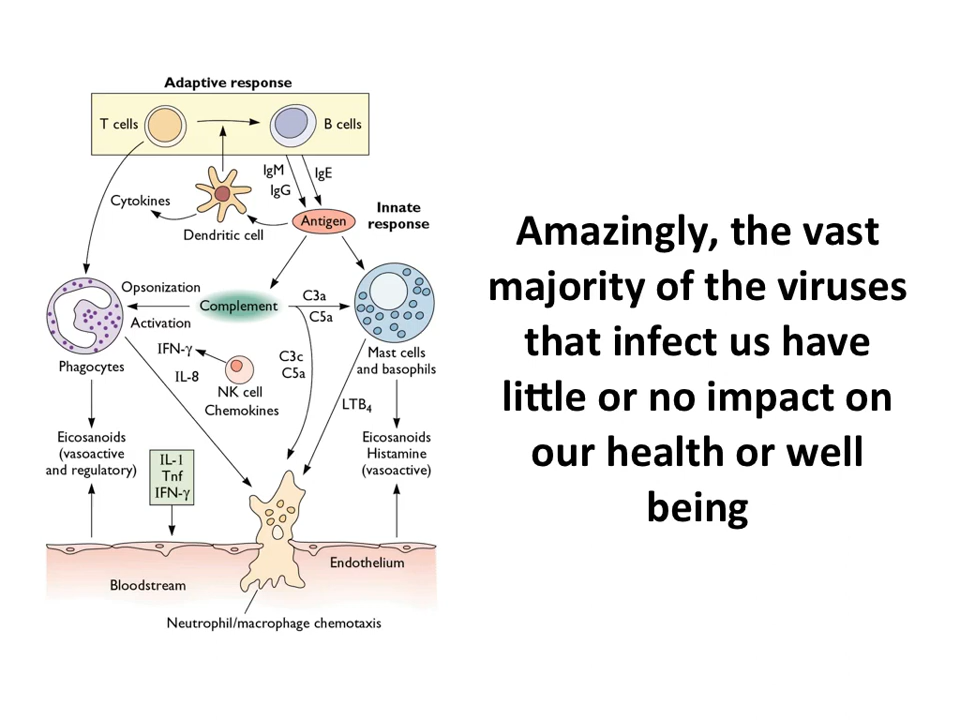 Adaptive response
T cells
B cells
IgM
IgE
IgG
Cytokines
Innate
response
Antigen
Dendritic cell
Opsonization
C3a
Complement
C5a
Activation
IFN-γ
C3c
Mast cells
and basophils
Phagocytes
IL-8
C5a
NK cell
Chemokines
LTB₄
Eicosanoids
(vasoactive
and regulatory)
IL-1
Tnf
IFN-γ
Eicosanoids
Histamine
(vasoactive)
Endothelium
Bloodstream
Neutrophil/macrophage chemotaxis
Amazingly, the vast
majority of the viruses
that infect us have
little or no impact on
our health or well
being